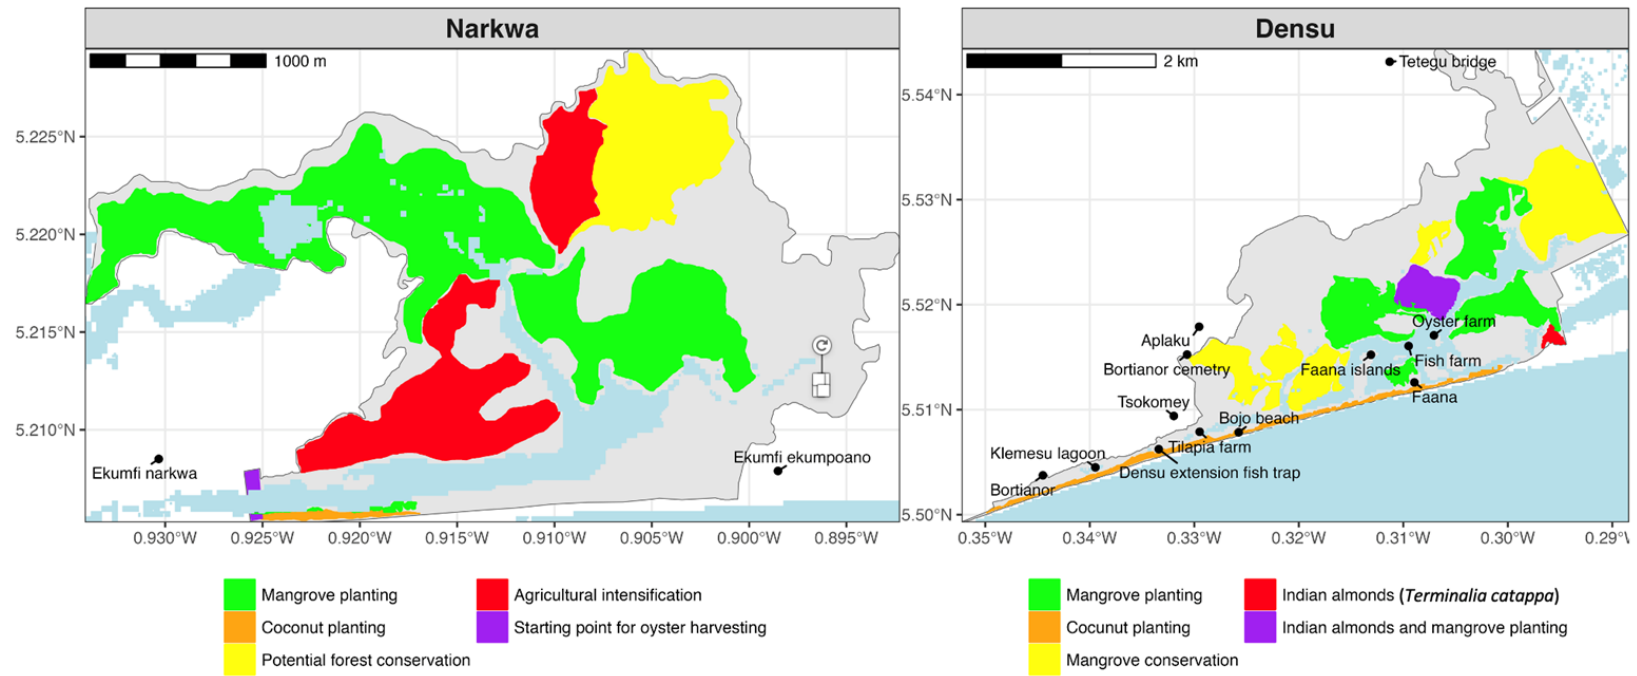 Narkwa
Densu
1000 m
2 km
Tetegu bridge
5.225°N
5.220°N
5.215°N
5.210°N
Ekumfi narkwa
Ekumfi ekumpoano
0.930°W 0.925°W 0.920°W 0.915°W 0.910°W 0.905°W 0.900°W 0.895°W
5.54°N
5.53°N
5.52°N
5.51°N
5.50°N
Oyster farm
Aplaku
Bortianor cemetry
Faana islands
Fish farm
Faana
Tsokomey
Bojo beach
Tilapia farm
Klemesu lagoon
Densu extension fish trap
Bortianor
0.35°W 0.34°W 0.33°W 0.32°W 0.31°W 0.30°W 0.29\
Mangrove planting
Agricultural intensification
Coconut planting
Starting point for oyster harvesting
Potential forest conservation
Mangrove planting
Indian almonds (Terminalia catappa)
Cocunut planting
Indian almonds and mangrove planting
Mangrove conservation